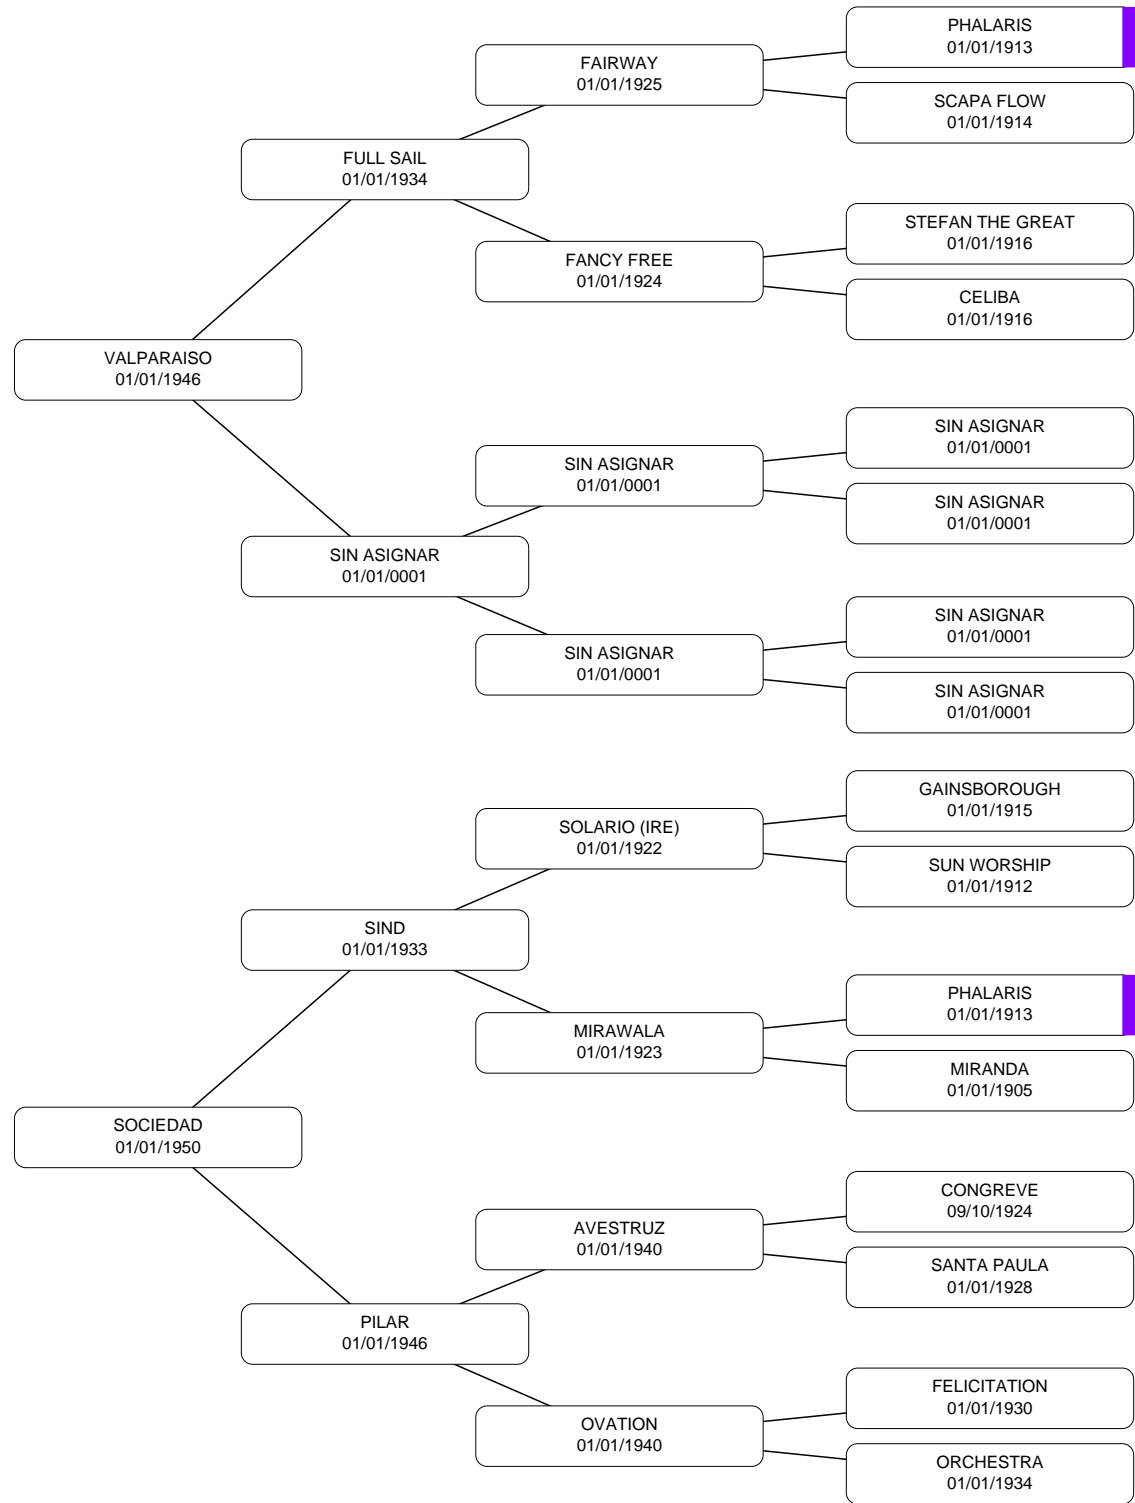 PHALARIS
01/01/1913
FAIRWAY
01/01/1925
SCAPA FLOW
01/01/1914
FULL SAIL
01/01/1934
STEFAN THE GREAT
01/01/1916
FANCY FREE
01/01/1924
CELIBA
01/01/1916
VALPARAISO
01/01/1946
SIN ASIGNAR
01/01/0001
SIN ASIGNAR
01/01/0001
SIN ASIGNAR
01/01/0001
SIN ASIGNAR
01/01/0001
SIN ASIGNAR
01/01/0001
SIN ASIGNAR
01/01/0001
SIN ASIGNAR
01/01/0001
GAINSBOROUGH
01/01/1915
SOLARIO (IRE)
01/01/1922
SUN WORSHIP
01/01/1912
SIND
01/01/1933
PHALARIS
01/01/1913
MIRAWALA
01/01/1923
MIRANDA
01/01/1905
SOCIEDAD
01/01/1950
CONGREVE
09/10/1924
AVESTRUZ
01/01/1940
SANTA PAULA
01/01/1928
PILAR
01/01/1946
FELICITATION
01/01/1930
OVATION
01/01/1940
ORCHESTRA
01/01/1934